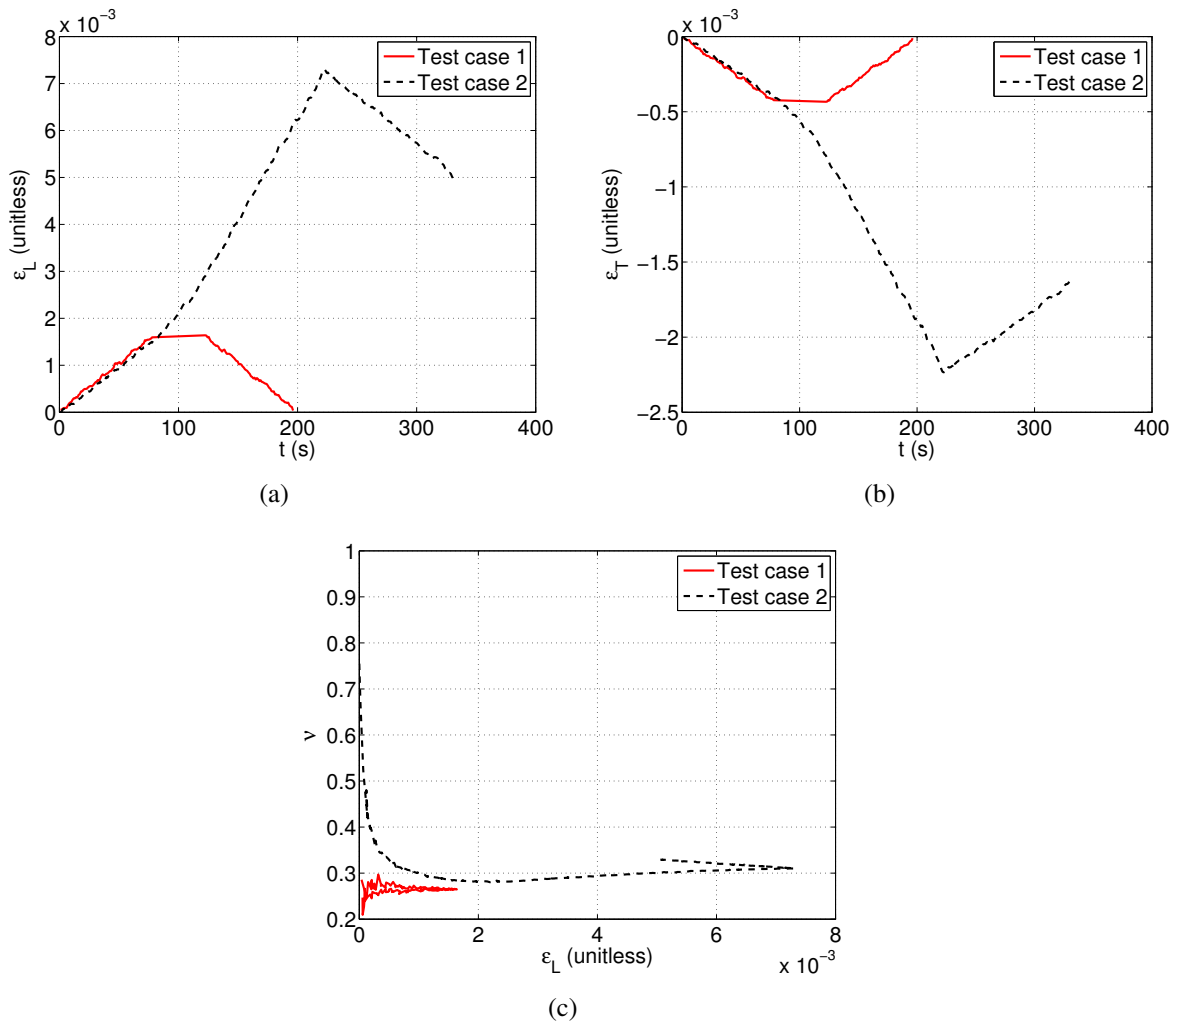 x 10⁻³
8
7
6
5
4
3
2
1
0
0 100 200 300 400
ε_L (unitless)
t (s)
Test case 1
Test case 2
(a)
x 10⁻³
0
−0.5
−1
−1.5
−2
−2.5
0 100 200 300 400
ε_T (unitless)
t (s)
Test case 1
Test case 2
(b)
1
0.9
0.8
0.7
0.6
0.5
0.4
0.3
0.2
0 2 4 6 8
ν
ε_L (unitless)
x 10⁻³
Test case 1
Test case 2
(c)